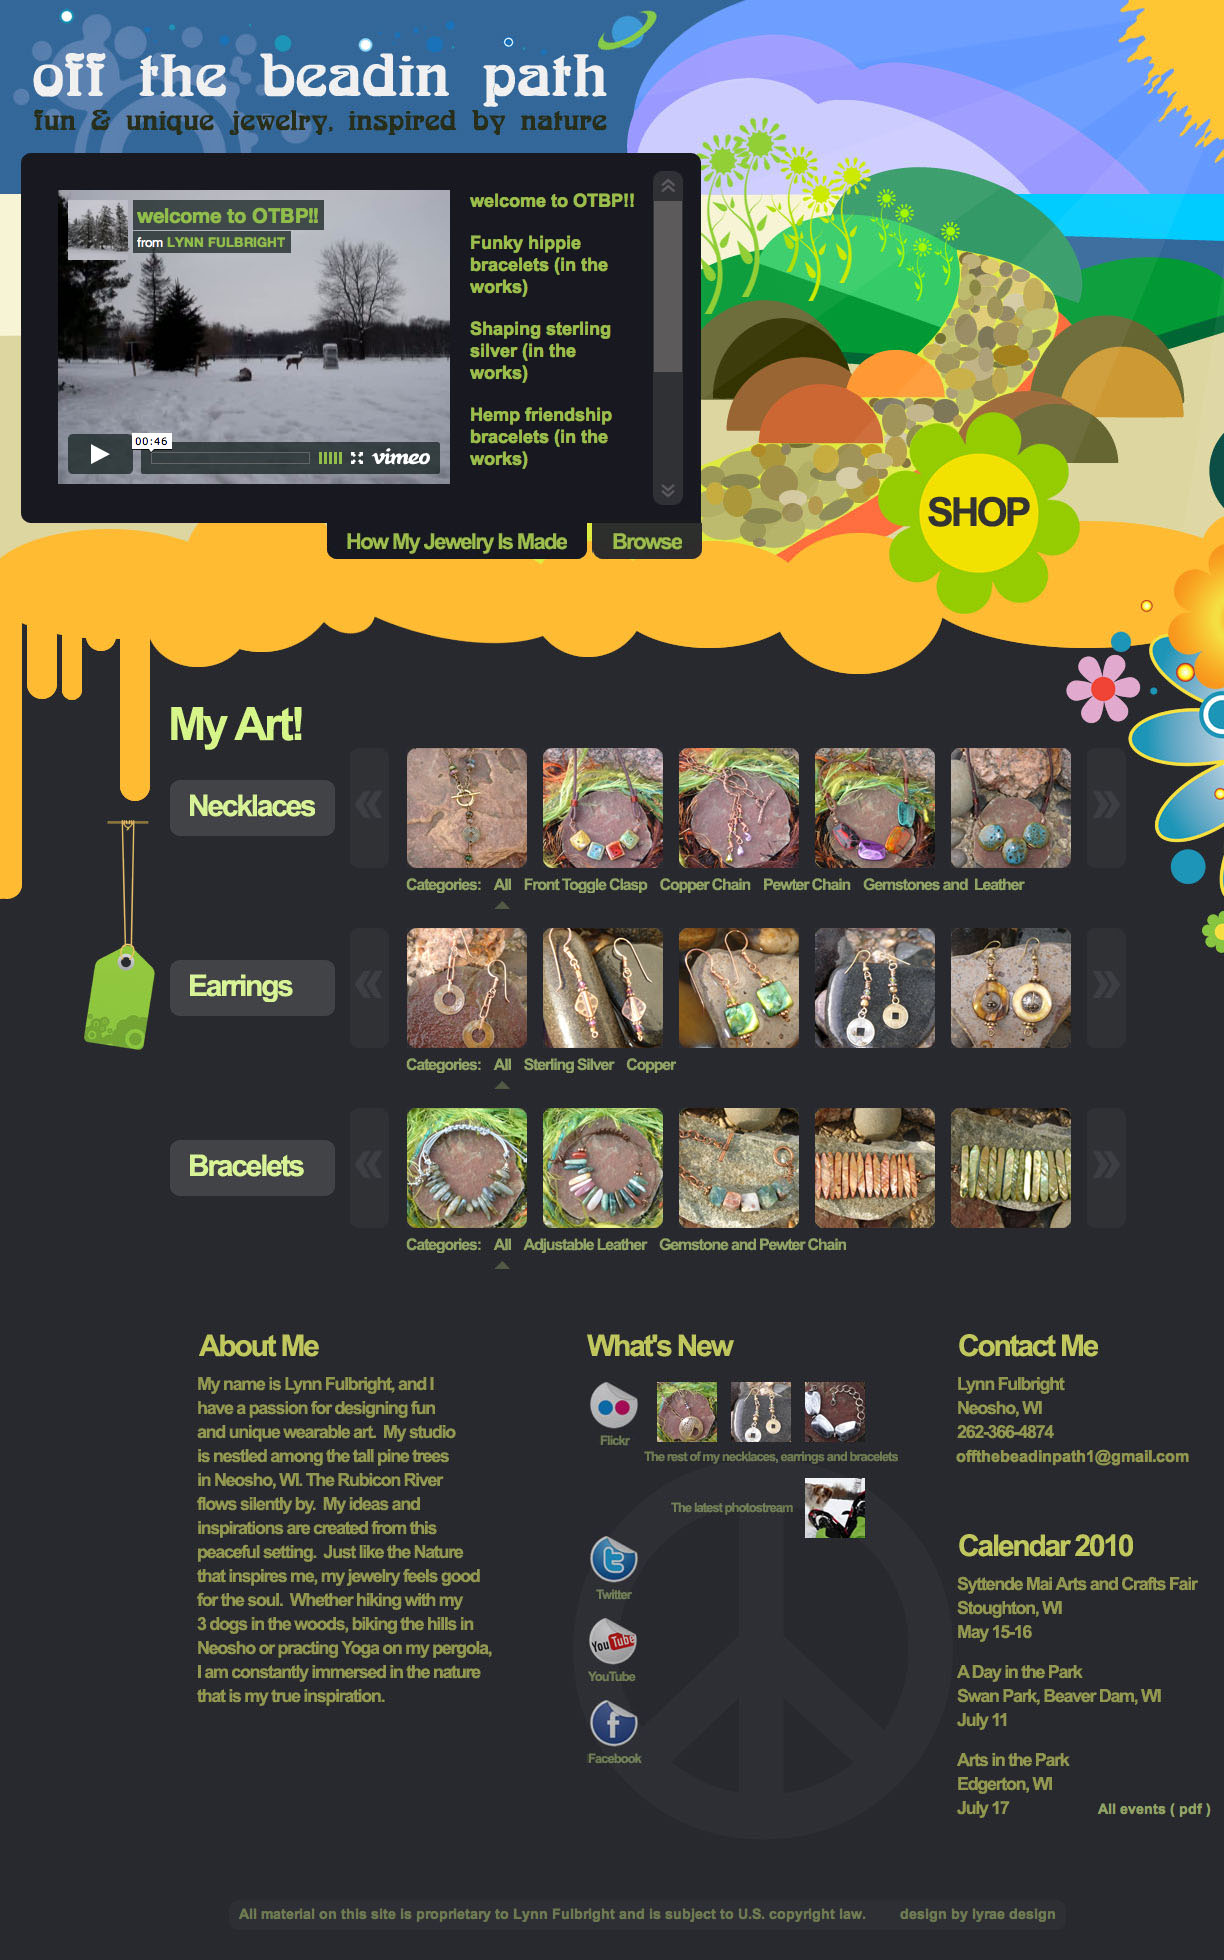 off the beadin path
fun & unique jewelry, inspired by nature
welcome to OTBP!!
from LYNN FULBRIGHT
00:46
vimeo
welcome to OTBP!!
Funky hippie
bracelets (in the
works)
Shaping sterling
silver (in the
works)
Hemp friendship
bracelets (in the
works)
How My Jewelry Is Made
Browse
SHOP
My Art!
Necklaces
Categories: All Front Toggle Clasp Copper Chain Pewter Chain Gemstones and Leather
Earrings
Categories: All Sterling Silver Copper
Bracelets
Categories: All Adjustable Leather Gemstone and Pewter Chain
About Me
My name is Lynn Fulbright, and I
have a passion for designing fun
and unique wearable art. My studio
is nestled among the tall pine trees
in Neosho, WI. The Rubicon River
flows silently by. My ideas and
inspirations are created from this
peaceful setting. Just like the Nature
that inspires me, my jewelry feels good
for the soul. Whether hiking with my
3 dogs in the woods, biking the hills in
Neosho or practing Yoga on my pergola,
I am constantly immersed in the nature
that is my true inspiration.
What's New
Flickr
The rest of my necklaces, earrings and bracelets
The latest photostream
Twitter
You Tube
YouTube
Facebook
Contact Me
Lynn Fulbright
Neosho, WI
262-366-4874
offthebeadinpath1@gmail.com
Calendar 2010
Syttende Mai Arts and Crafts Fair
Stoughton, WI
May 15-16
A Day in the Park
Swan Park, Beaver Dam, WI
July 11
Arts in the Park
Edgerton, WI
July 17
All events ( pdf )
All material on this site is proprietary to Lynn Fulbright and is subject to U.S. copyright law.
design by lyrae design